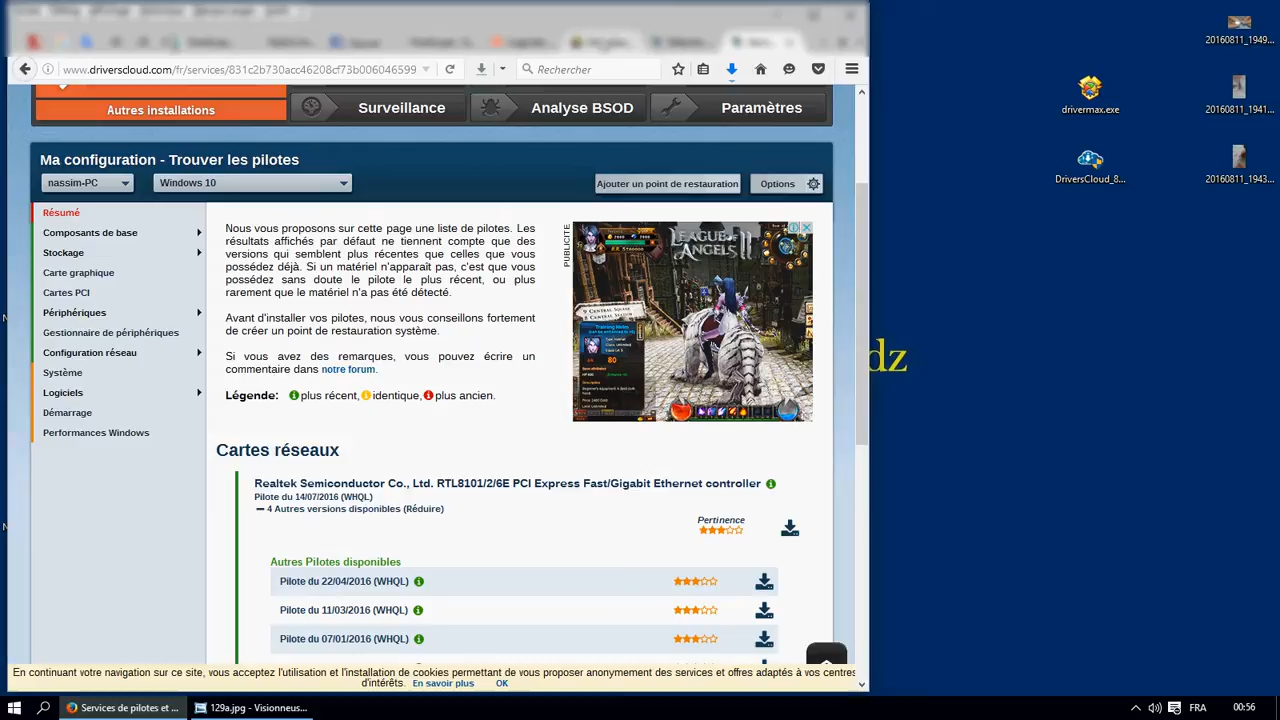 www.driverscloud.com/fr/services/831c2b730acc46208cf73b006046599
Rechercher
Autres installations
Surveillance
Analyse BSOD
Paramètres
Ma configuration - Trouver les pilotes
nassim-PC
Windows 10
Ajouter un point de restauration
Options
Résumé
Composants de base
Stockage
Carte graphique
Cartes PCI
Périphériques
Gestionnaire de périphériques
Configuration réseau
Système
Logiciels
Démarrage
Performances Windows
Nous vous proposons sur cette page une liste de pilotes. Les
résultats affichés par défaut ne tiennent compte que des
versions qui semblent plus récentes que celles que vous
possédez déjà. Si un matériel n'apparaît pas, c'est que vous
possédez sans doute le pilote le plus récent, ou plus
rarement que le matériel n'a pas été détecté.
Avant d'installer vos pilotes, nous vous conseillons fortement
de créer un point de restauration système.
Si vous avez des remarques, vous pouvez écrire un
commentaire dans notre forum.
Légende: plus récent, identique, plus ancien.
PUBLICITE
LEAGUE OF
ANGELS II
Cartes réseaux
Realtek Semiconductor Co., Ltd. RTL8101/2/6E PCI Express Fast/Gigabit Ethernet controller
Pilote du 14/07/2016 (WHQL)
4 Autres versions disponibles (Réduire)
Pertinence
Autres Pilotes disponibles
Pilote du 22/04/2016 (WHQL)
Pilote du 11/03/2016 (WHQL)
Pilote du 07/01/2016 (WHQL)
En continuant votre navigation sur ce site, vous acceptez l'utilisation et l'installation de cookies permettant de vous proposer anonymement des services et offres adaptés à vos centres
d'intérêts. En savoir plus OK
drivermax.exe
DriversCloud_8...
20160811_1949...
20160811_1941...
20160811_1943...
dz
Services de pilotes et ...
129a.jpg - Visionneus...
FRA
00:56